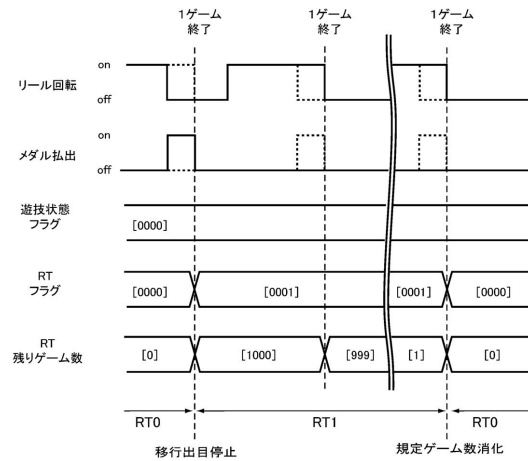 1ゲーム
終了
1ゲーム
終了
1ゲーム
終了
リール回転
on
off
メダル払出
on
off
遊技状態
フラグ
[0000]
RT
フラグ
[0000]
[0001]
[0001]
[0000]
RT
残りゲーム数
[0]
[1000]
[999]
[1]
[0]
RT0
RT1
RT0
移行出目停止
規定ゲーム数消化